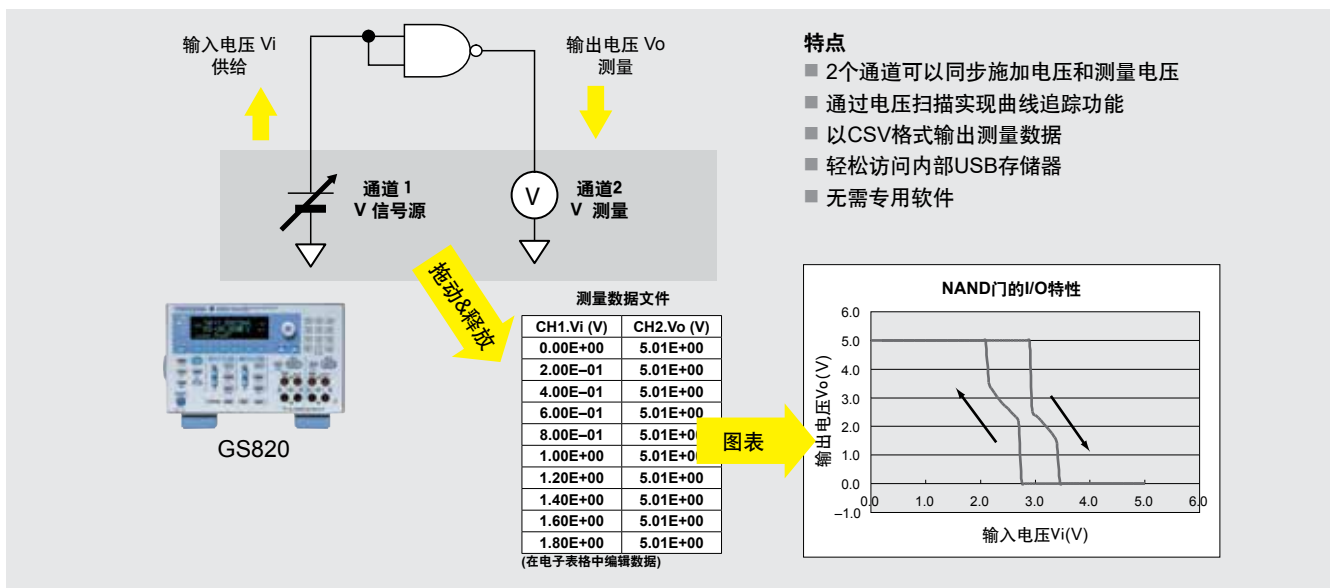 输入电压 Vi
供给
输出电压 Vo
测量
通道 1
V 信号源
V
通道2
V 测量
特点
2个通道可以同步施加电压和测量电压
通过电压扫描实现曲线追踪功能
以CSV格式输出测量数据
轻松访问内部USB存储器
无需专用软件
拖动&释放
GS820
测量数据文件
CH1.Vi (V) CH2.Vo (V)
0.00E+00 5.01E+00
2.00E–01 5.01E+00
4.00E–01 5.01E+00
6.00E–01 5.01E+00
8.00E–01 5.01E+00
1.00E+00 5.01E+00
1.20E+00 5.01E+00
1.40E+00 5.01E+00
1.60E+00 5.01E+00
1.80E+00 5.01E+00
(在电子表格中编辑数据)
图表
NAND门的I/O特性
6.0
5.0
4.0
3.0
2.0
1.0
0.0
–1.0
输出电压Vo(V)
0.0 1.0 2.0 3.0 4.0 5.0 6.0
输入电压Vi(V)